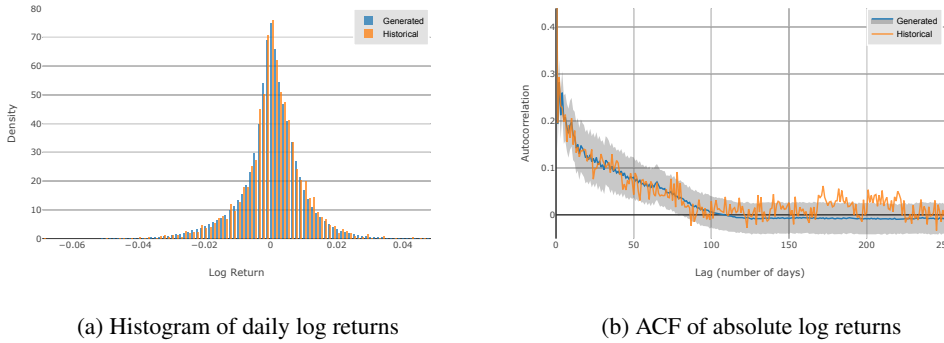 80
70
60
50
40
30
20
10
0
Density
−0.06
−0.04
−0.02
0
0.02
0.04
Log Return
Generated
Historical
(a) Histogram of daily log returns
0.4
0.3
0.2
0.1
0
Autocorrelation
0
50
100
150
200
250
Lag (number of days)
Generated
Historical
(b) ACF of absolute log returns